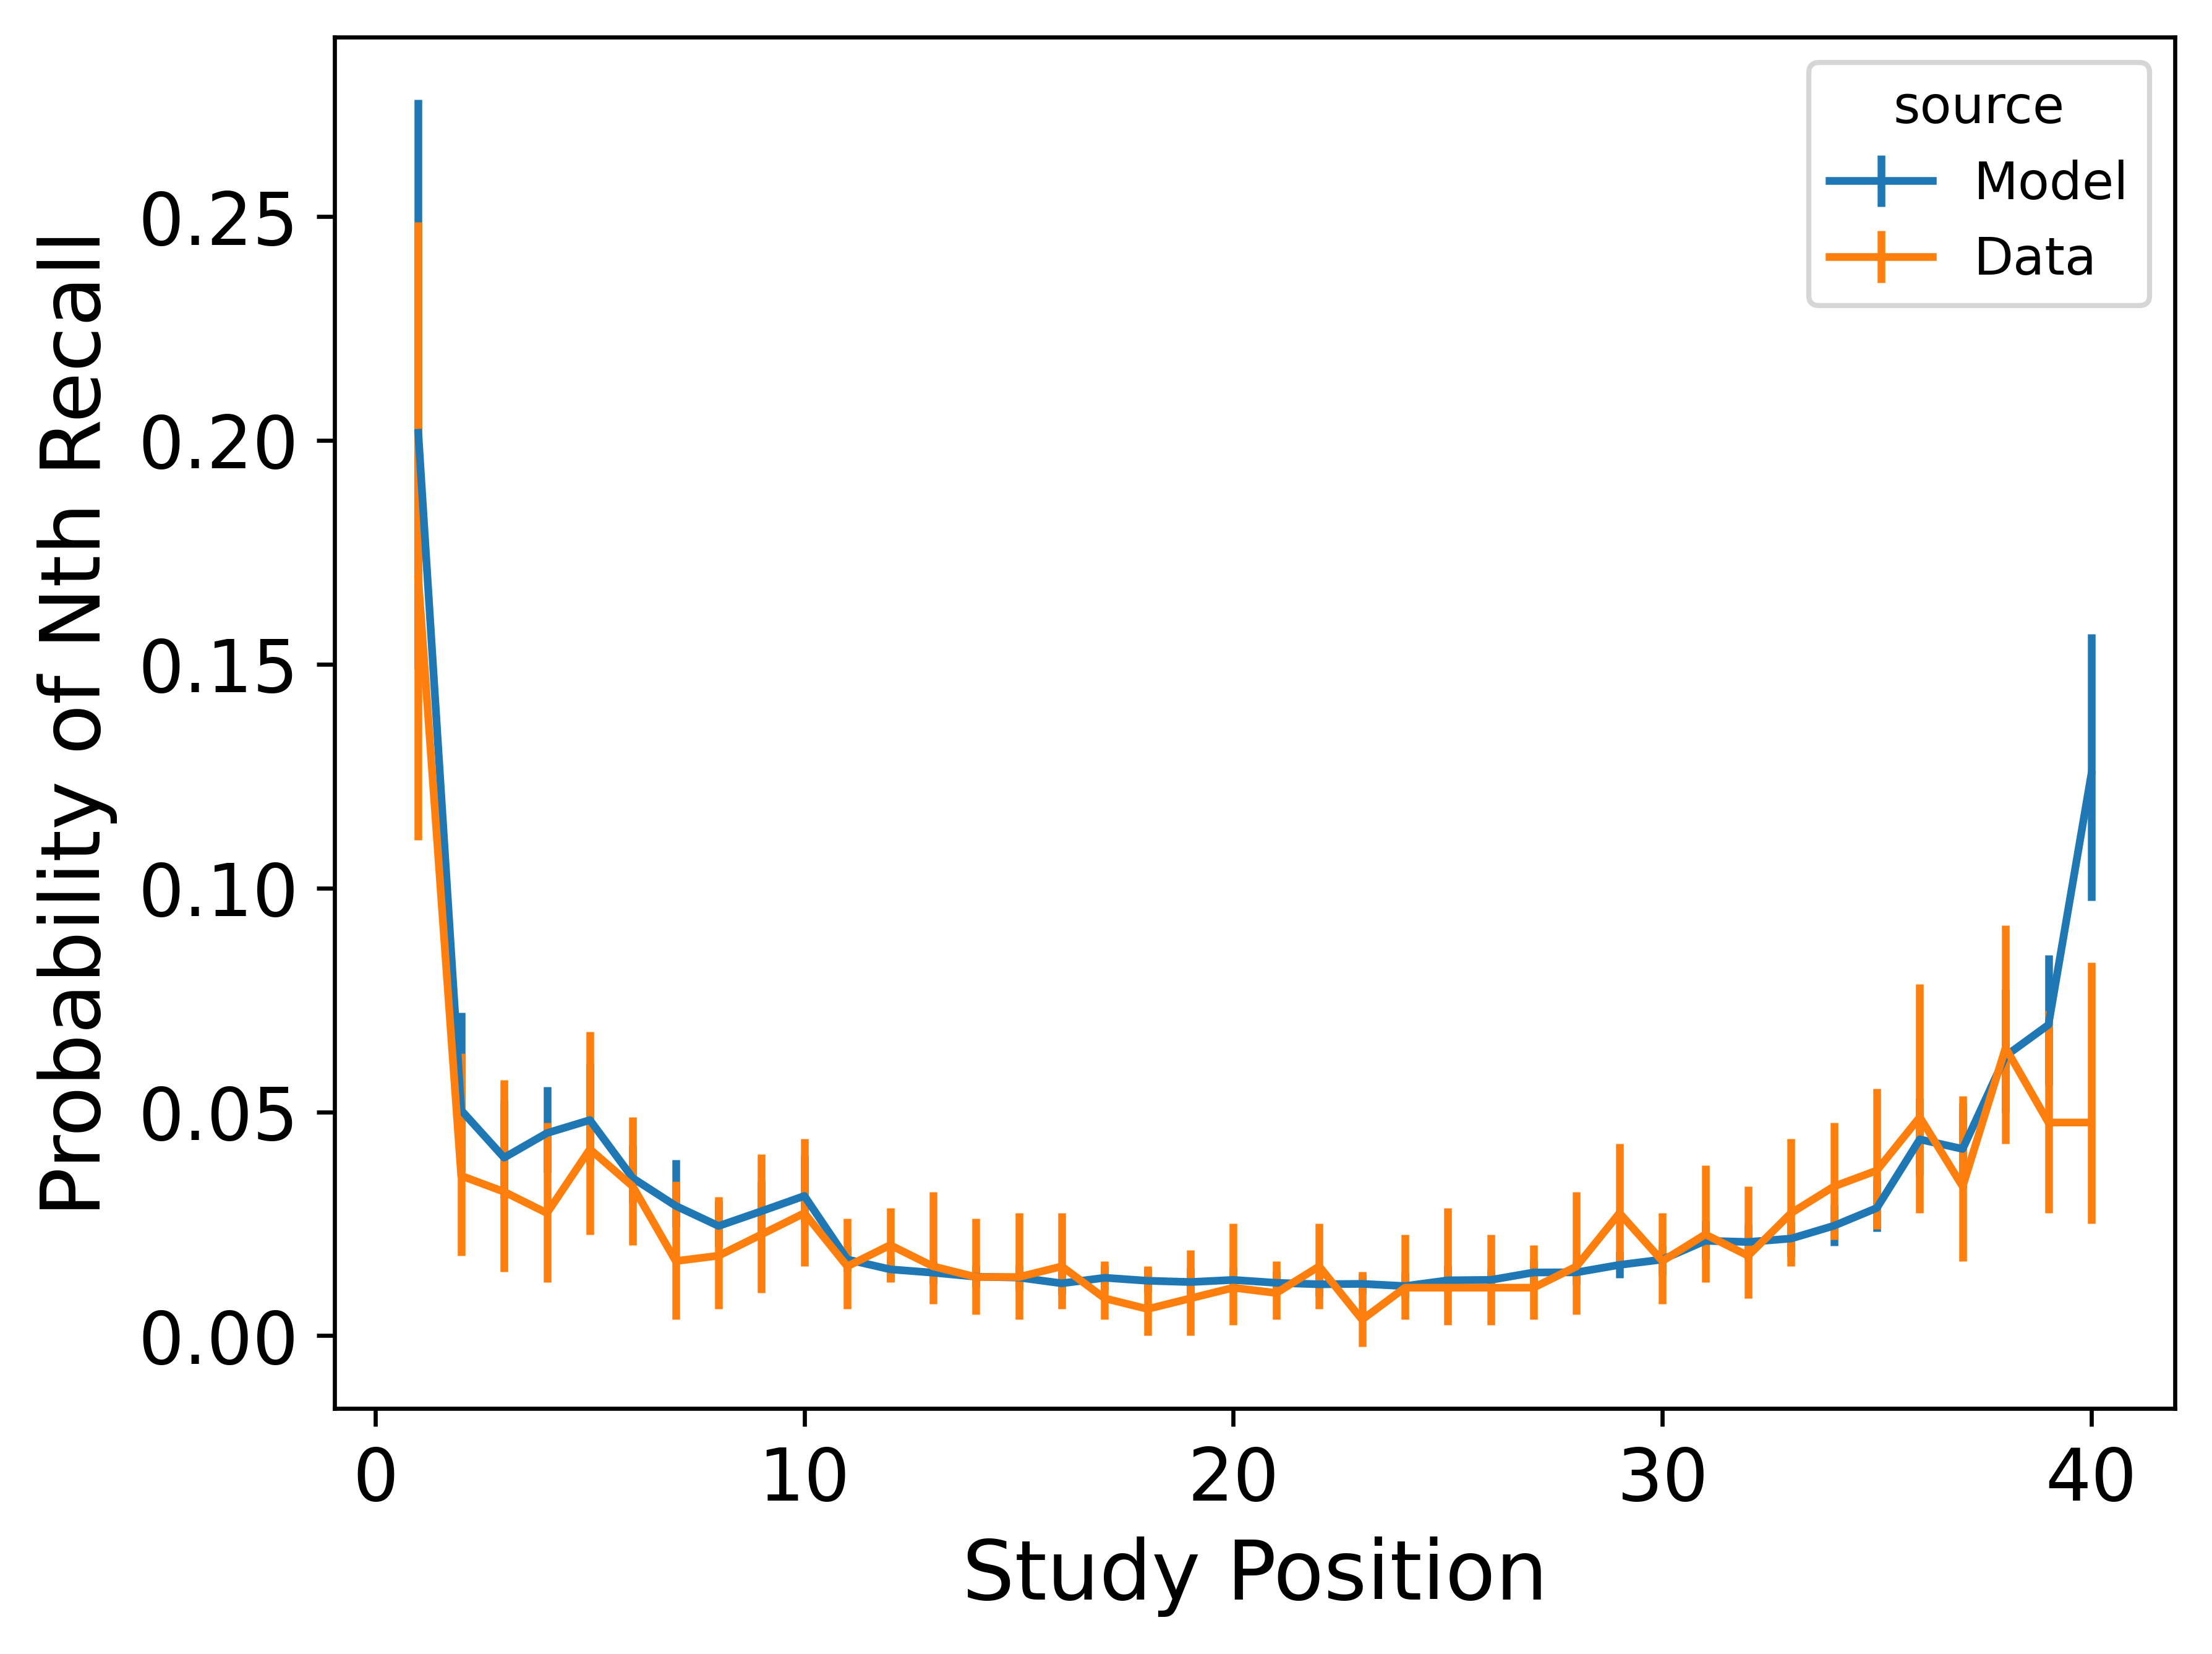 Probability of Nth Recall
0.25
0.20
0.15
0.10
0.05
0.00
source
Model
Data
0 10 20 30 40
Study Position